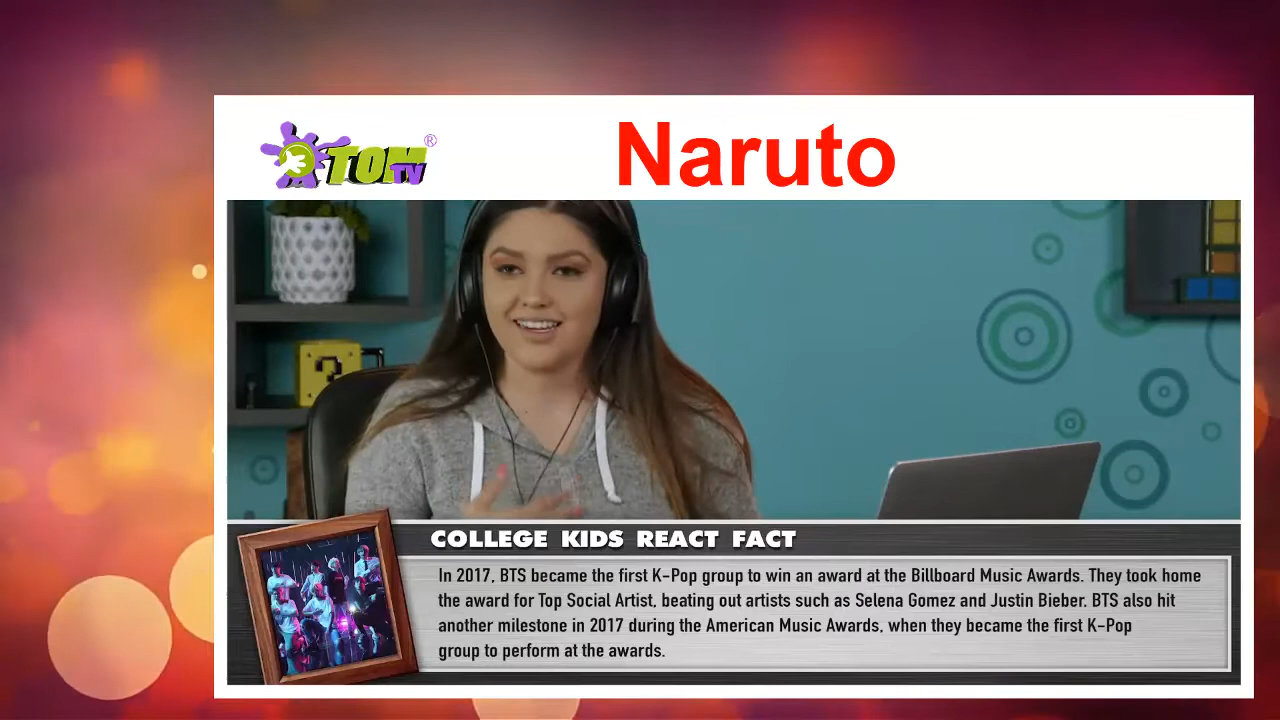 TOM TV ®
Naruto
?
COLLEGE KIDS REACT FACT
In 2017, BTS became the first K-Pop group to win an award at the Billboard Music Awards. They took home
the award for Top Social Artist, beating out artists such as Selena Gomez and Justin Bieber. BTS also hit
another milestone in 2017 during the American Music Awards, when they became the first K-Pop
group to perform at the awards.